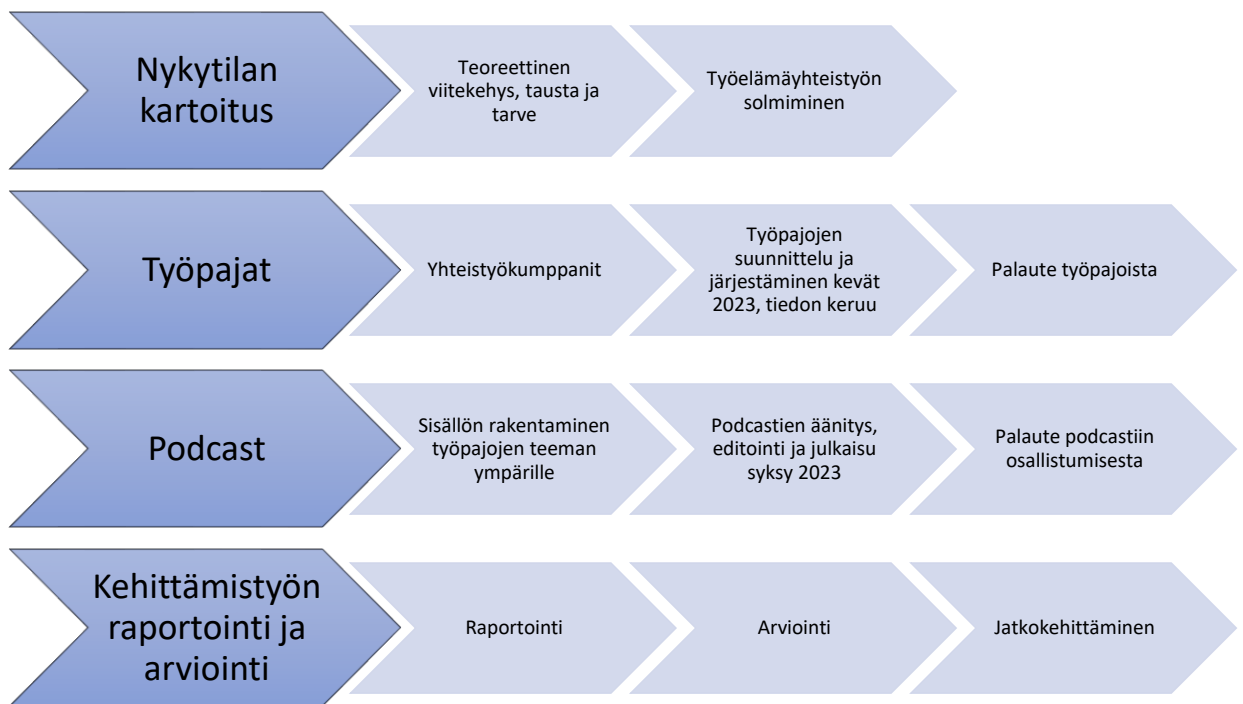 Nykytilan
kartoitus
Teoreettinen
viitekehys, tausta ja
tarve
Työelämäyhteistyön
solmiminen
Työpajat
Yhteistyökumppanit
Työpajojen
suunnittelu ja
järjestäminen kevät
2023, tiedon keruu
Palaute työpajoista
Podcast
Sisällön rakentaminen
työpajojen teeman
ympärille
Podcastien äänitys,
editointi ja julkaisu
syksy 2023
Palaute podcastiin
osallistumisesta
Kehittämistyön
raportointi ja
arviointi
Raportointi
Arviointi
Jatkokehittäminen